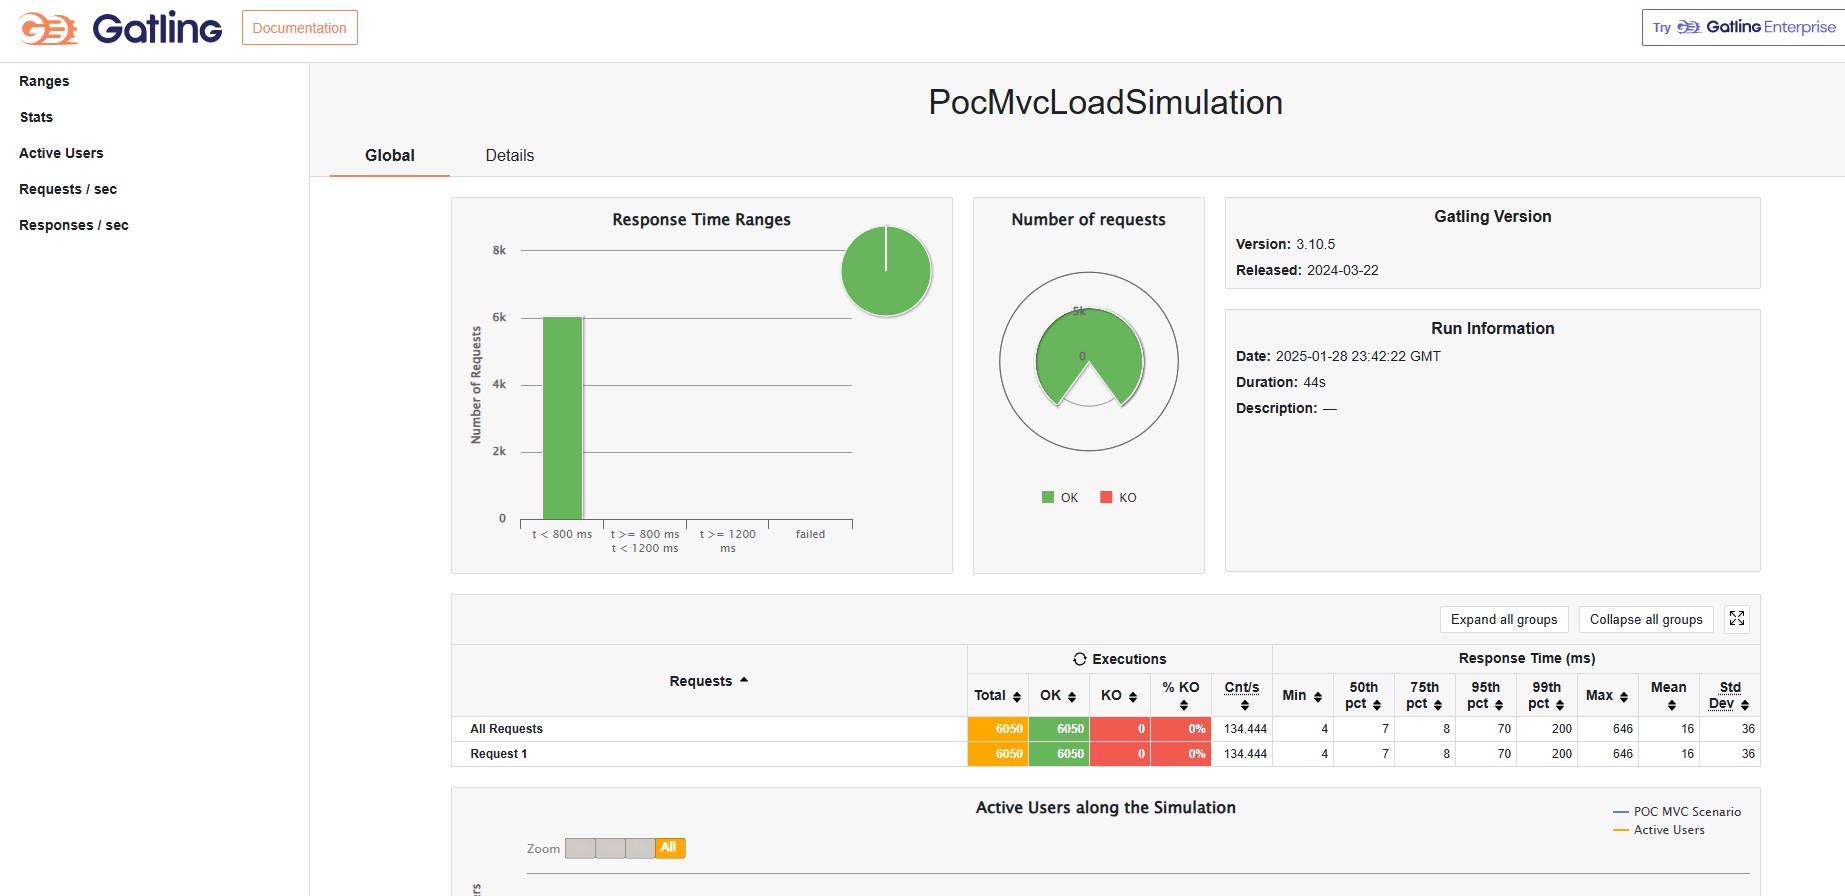 Gatling
Documentation
Try Gatling Enterprise
Ranges
Stats
Active Users
Requests / sec
Responses / sec
PocMvcLoadSimulation
Global Details
Response Time Ranges
8k
6k
4k
2k
0
Number of Requests
t < 800 ms
t >= 800 ms
t < 1200 ms
t >= 1200
ms
failed
Number of requests
5k
0
OK KO
Gatling Version
Version: 3.10.5
Released: 2024-03-22
Run Information
Date: 2025-01-28 23:42:22 GMT
Duration: 44s
Description: —
Expand all groups Collapse all groups
Requests Executions Response Time (ms)
Total OK KO % KO Cnt/s Min 50th pct 75th pct 95th pct 99th pct Max Mean Std Dev
All Requests 6050 6050 0 0% 134.444 4 7 8 70 200 646 16 36
Request 1 6050 6050 0 0% 134.444 4 7 8 70 200 646 16 36
Active Users along the Simulation
POC MVC Scenario
Active Users
Zoom All